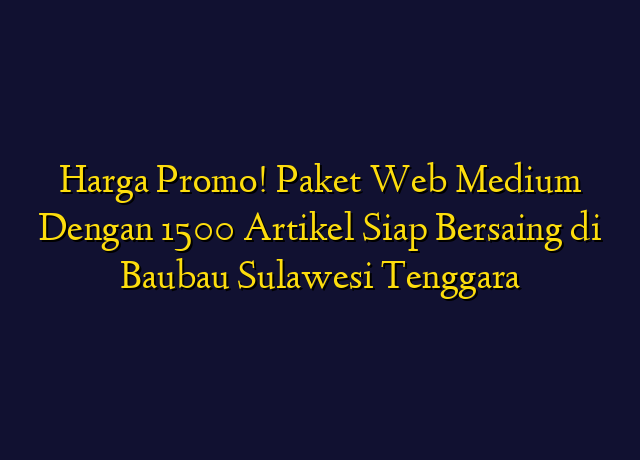 Harga Promo! Paket Web Medium
Dengan 1500 Artikel Siap Bersaing di
Baubau Sulawesi Tenggara